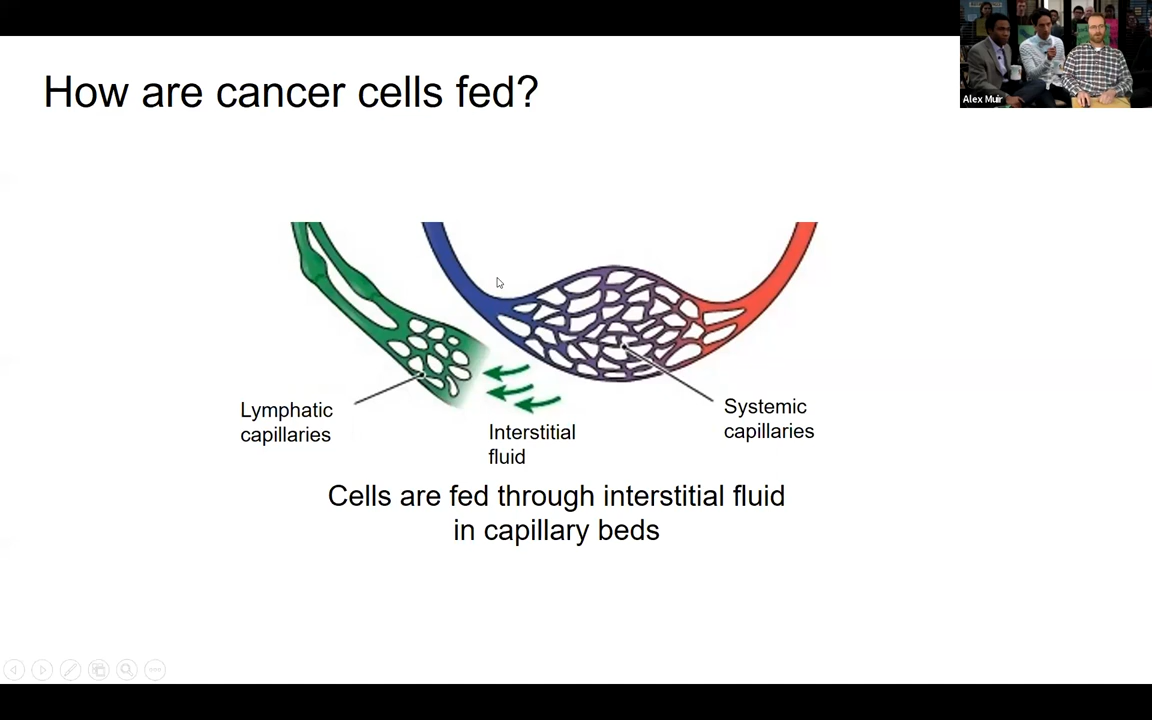 How are cancer cells fed?
Alex Muir
Lymphatic
capillaries
Interstitial
fluid
Systemic
capillaries
Cells are fed through interstitial fluid
in capillary beds